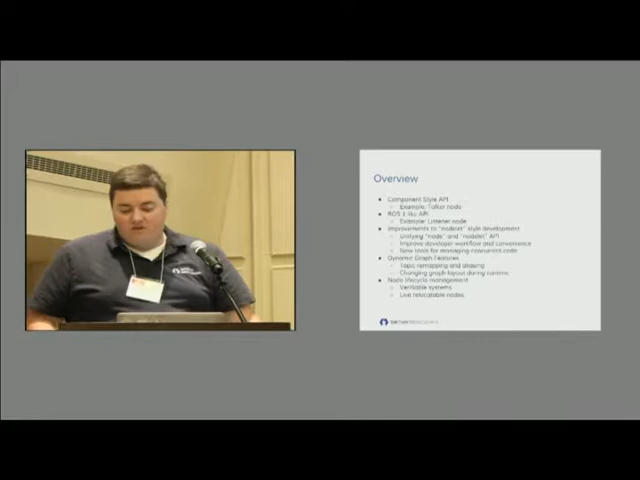 Overview
Component Style API
Example: Talker node
ROS 1 like API
Example: Listener node
Improvements to "nodelet" style development
Unifying "node" and "nodelet" API
Improve developer workflow and convenience
New tools for managing concurrent code
Dynamic Graph Features
Topic remapping and aliasing
Changing graph layout during runtime
Node lifecycle management
Verifiable systems
Live relocatable nodes